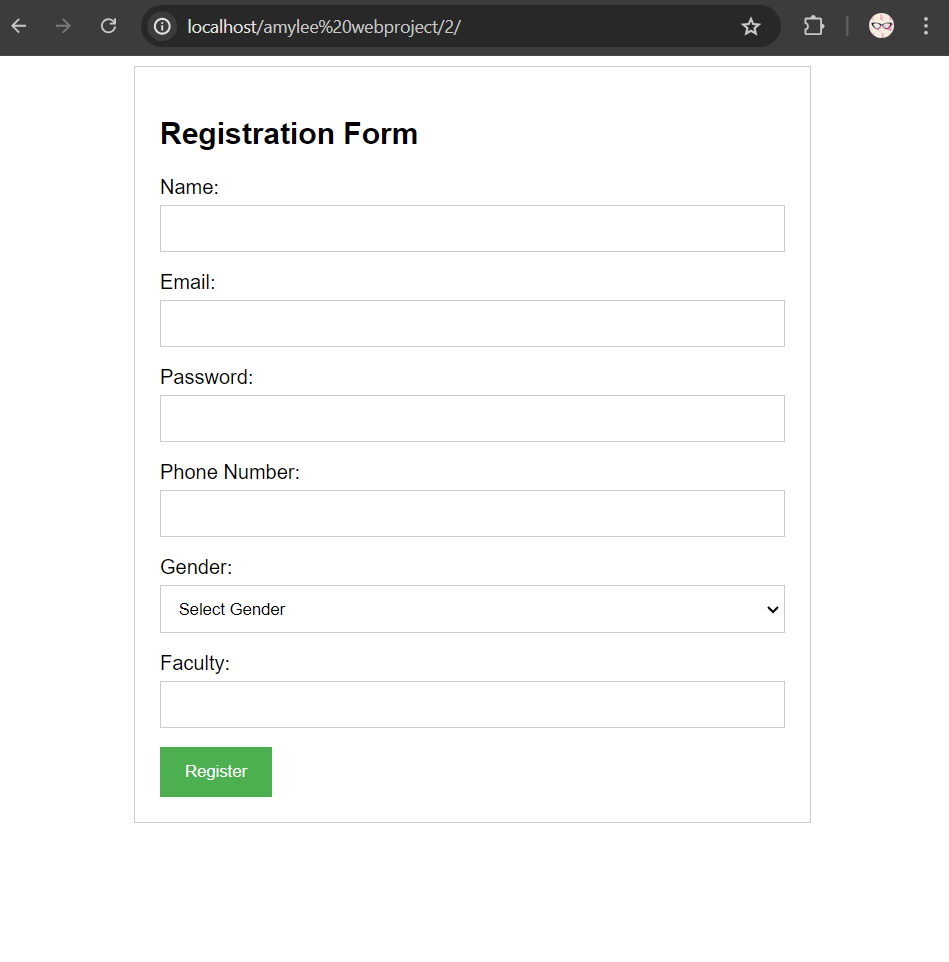 localhost/amylee%20webproject/2/
Registration Form
Name:
Email:
Password:
Phone Number:
Gender:
Select Gender
Faculty:
Register